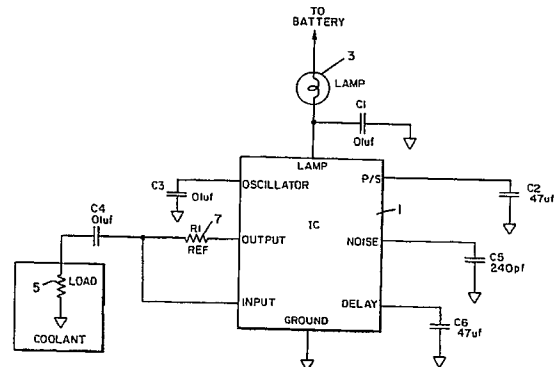 TO
BATTERY
3
LAMP
C1
01uf
LAMP
OSCILLATOR
P/S
C3
01uf
C2
47uf
C4
01uf
R1
7
REF
OUTPUT
IC
1
NOISE
C5
240pf
5
LOAD
INPUT
DELAY
GROUND
C6
47uf
COOLANT